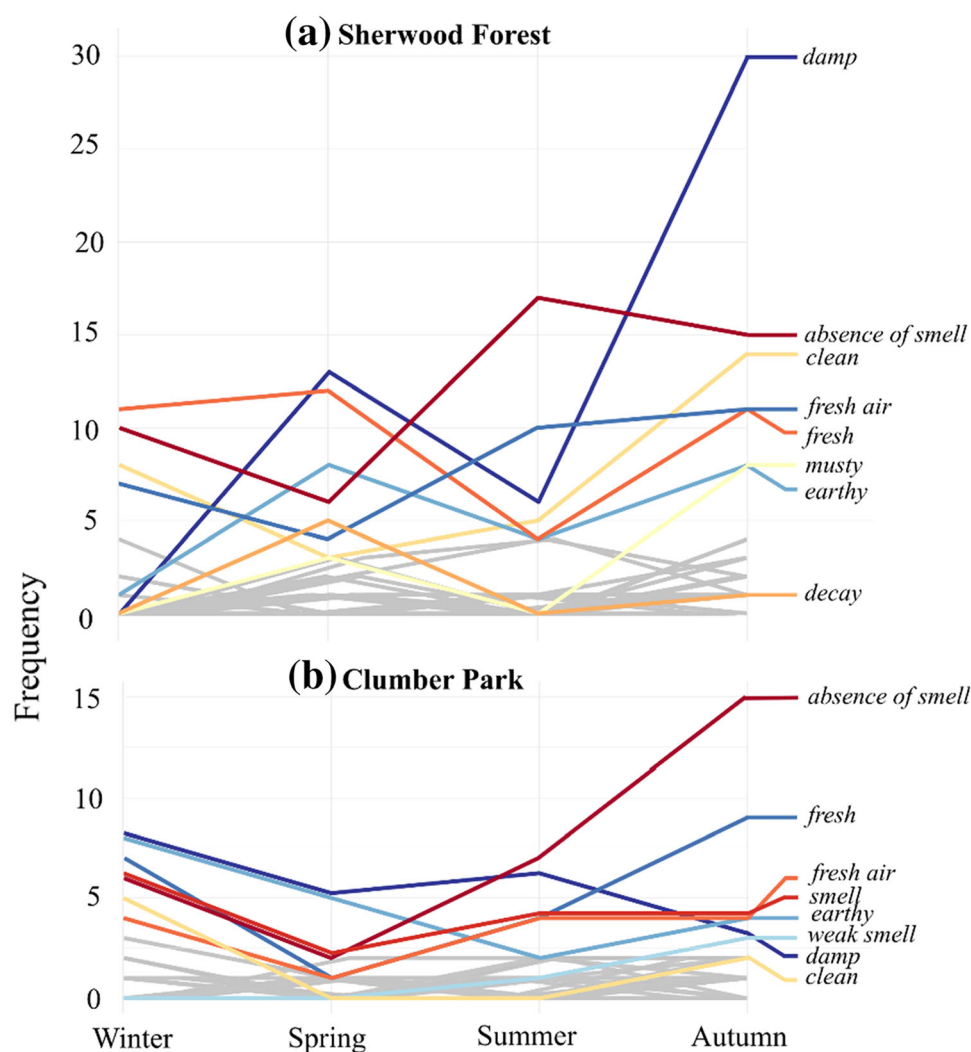 (a) Sherwood Forest
30
25
20
15
10
5
0
damp
absence of smell
clean
fresh air
fresh
musty
earthy
decay
Frequency
(b) Clumber Park
15
10
5
0
absence of smell
fresh
fresh air
smell
earthy
weak smell
damp
clean
Winter Spring Summer Autumn